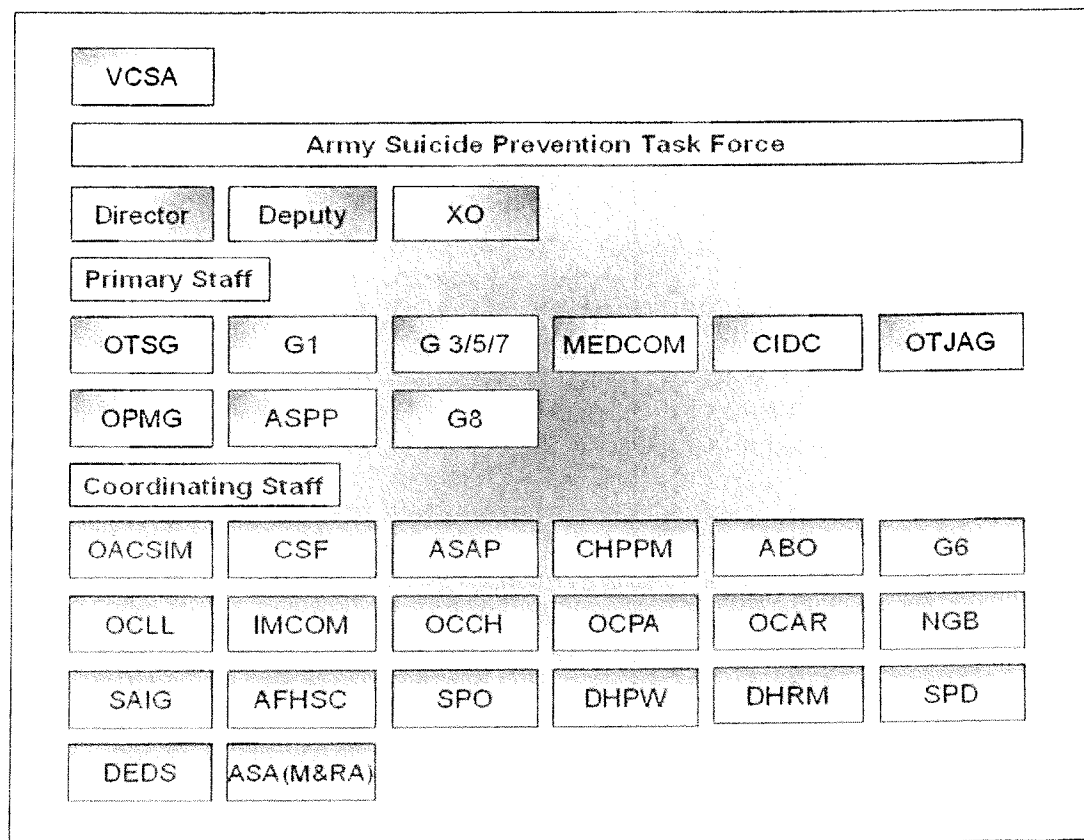 VCSA
Army Suicide Prevention Task Force
Director Deputy XO
Primary Staff
OTSG G1 G 3/5/7 MEDCOM CIDC OTJAG
OPMG ASPP G8
Coordinating Staff
OACSIM CSF ASAP CHPPM ABO G6
OCLL IMCOM OCCH OCPA OCAR NGB
SAIG AFHSC SPO DHPW DHRM SPD
DEDS ASA(M&RA)